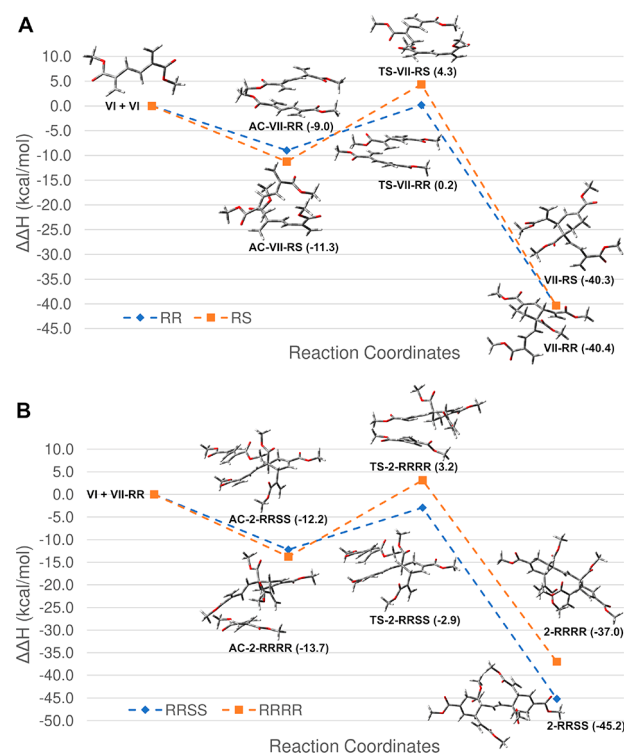 A
10.0
5.0
0.0
-5.0
-10.0
-15.0
-20.0
-25.0
-30.0
-35.0
-40.0
-45.0
ΔΔH (kcal/mol)
VI + VI
AC-VII-RR (-9.0)
AC-VII-RS (-11.3)
TS-VII-RS (4.3)
TS-VII-RR (0.2)
VII-RS (-40.3)
VII-RR (-40.4)
RR
RS
Reaction Coordinates
B
10.0
5.0
0.0
-5.0
-10.0
-15.0
-20.0
-25.0
-30.0
-35.0
-40.0
-45.0
-50.0
ΔΔH (kcal/mol)
VI + VII-RR
AC-2-RRSS (-12.2)
AC-2-RRRR (-13.7)
TS-2-RRRR (3.2)
TS-2-RRSS (-2.9)
2-RRRR (-37.0)
2-RRSS (-45.2)
RRSS
RRRR
Reaction Coordinates